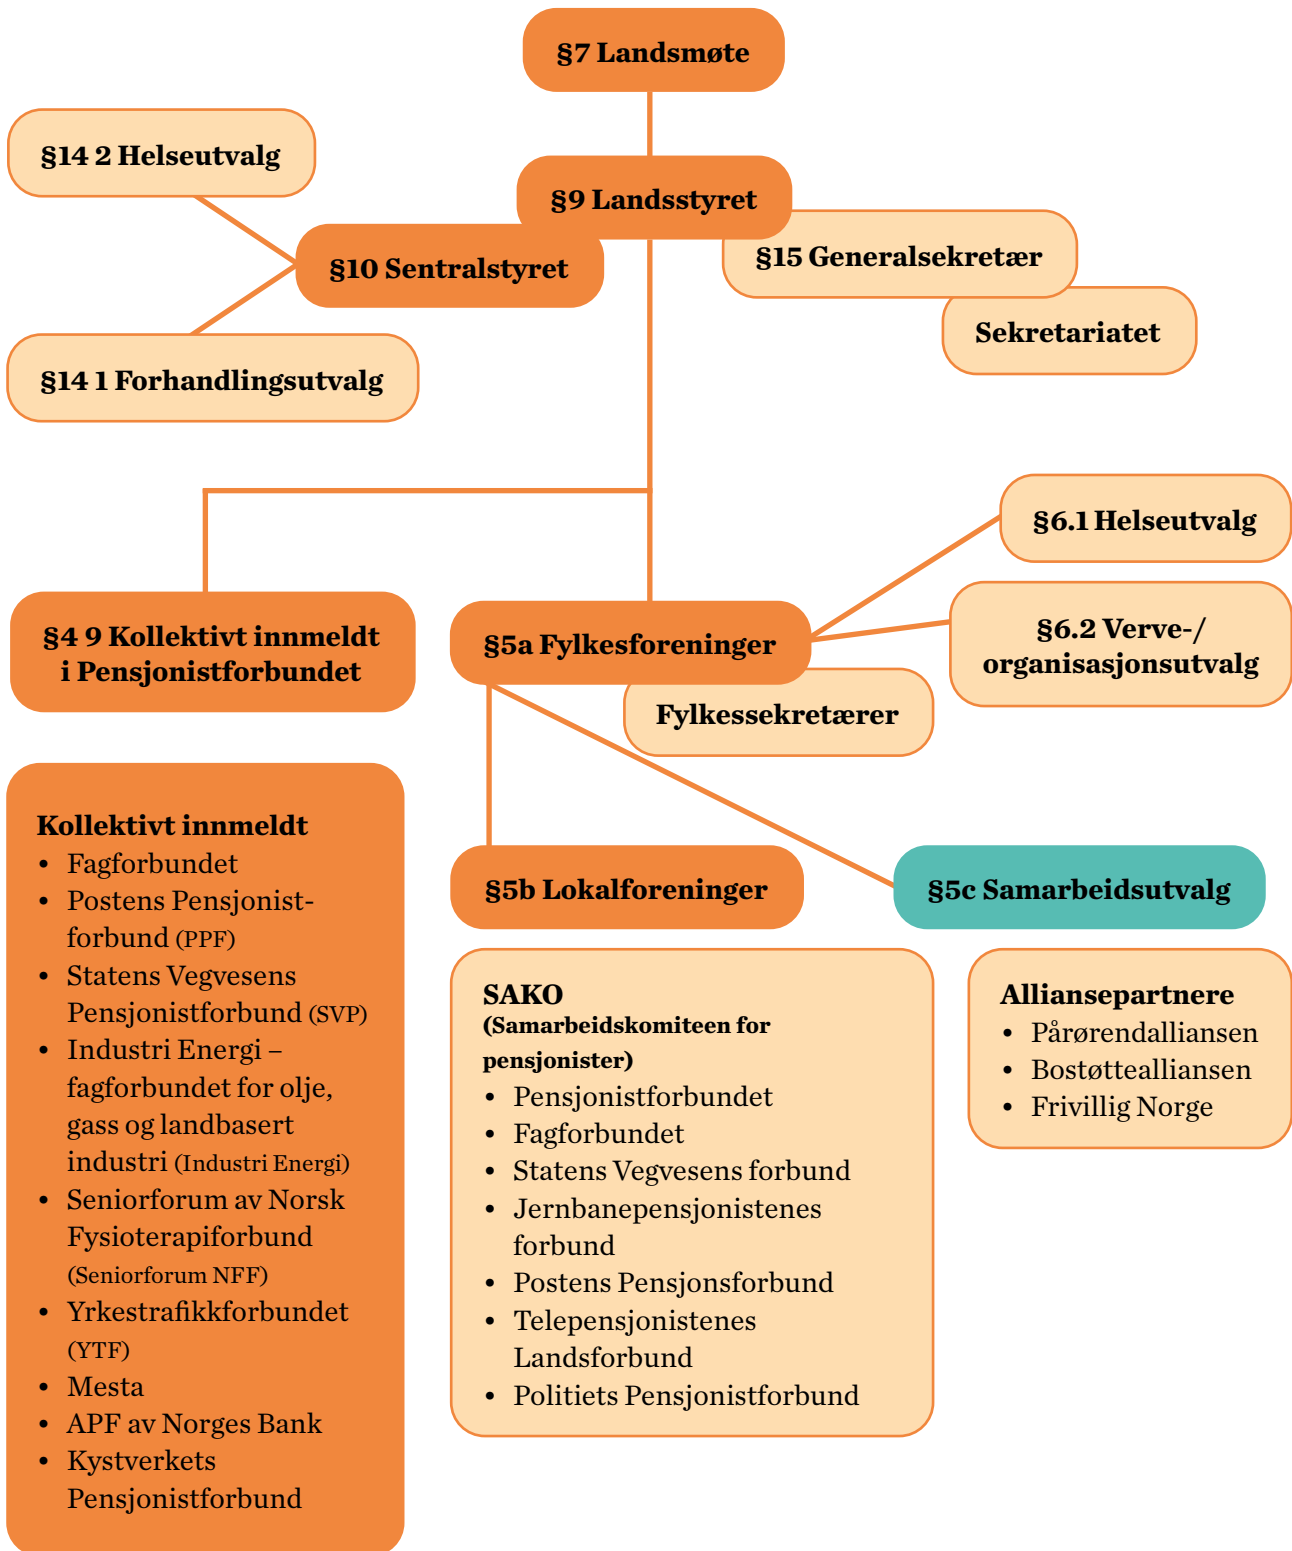 §7 Landsmøte
§14 2 Helseutvalg
§9 Landsstyret
§10 Sentralstyret
§15 Generalsekretær
Sekretariatet
§14 1 Forhandlingsutvalg
§6.1 Helseutvalg
§4 9 Kollektivt innmeldt
i Pensjonistforbundet
§5a Fylkesforeninger
§6.2 Verve-/
organisasjonsutvalg
Fylkessekretærer
Kollektivt innmeldt
• Fagforbundet
• Postens Pensjonist-
forbund (PPF)
• Statens Vegvesens
Pensjonistforbund (SVP)
• Industri Energi –
fagforbundet for olje,
gass og landbasert
industri (Industri Energi)
• Seniorforum av Norsk
Fysioterapiforbund
(Seniorforum NFF)
• Yrkestrafikkforbundet
(YTF)
• Mesta
• APF av Norges Bank
• Kystverkets
Pensjonistforbund
§5b Lokalforeninger
§5c Samarbeidsutvalg
SAKO
(Samarbeidskomiteen for
pensjonister)
• Pensjonistforbundet
• Fagforbundet
• Statens Vegvesens forbund
• Jernbanepensjonistenes
forbund
• Postens Pensjonsforbund
• Telepensjonistenes
Landsforbund
• Politiets Pensjonistforbund
Alliansepartnere
• Pårørendalliansen
• Bostøttealliansen
• Frivillig Norge